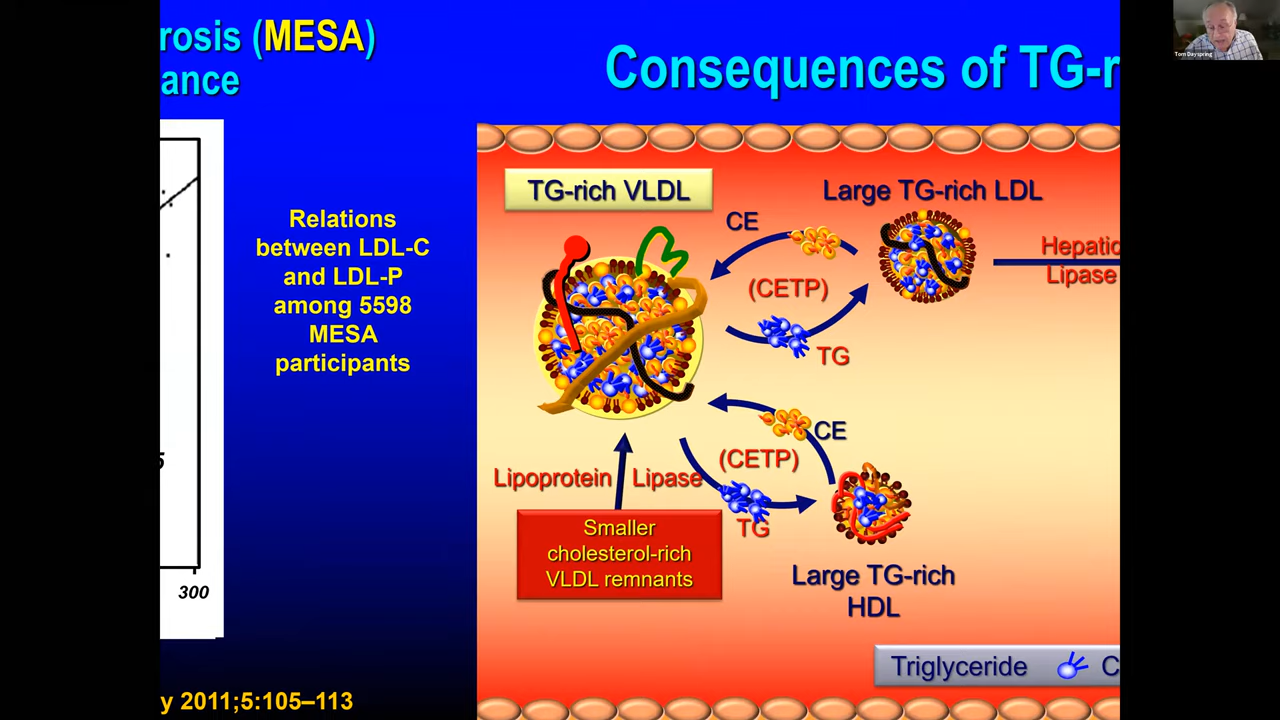 rosis (MESA)
ance
Relations
between LDL-C
and LDL-P
among 5598
MESA
participants
300
y 2011;5:105–113
Consequences of TG-r
TG-rich VLDL
Large TG-rich LDL
CE
(CETP)
TG
Hepatic
Lipase
CE
(CETP)
TG
Lipoprotein Lipase
Smaller
cholesterol-rich
VLDL remnants
Large TG-rich
HDL
Triglyceride C
Tom Dayspring